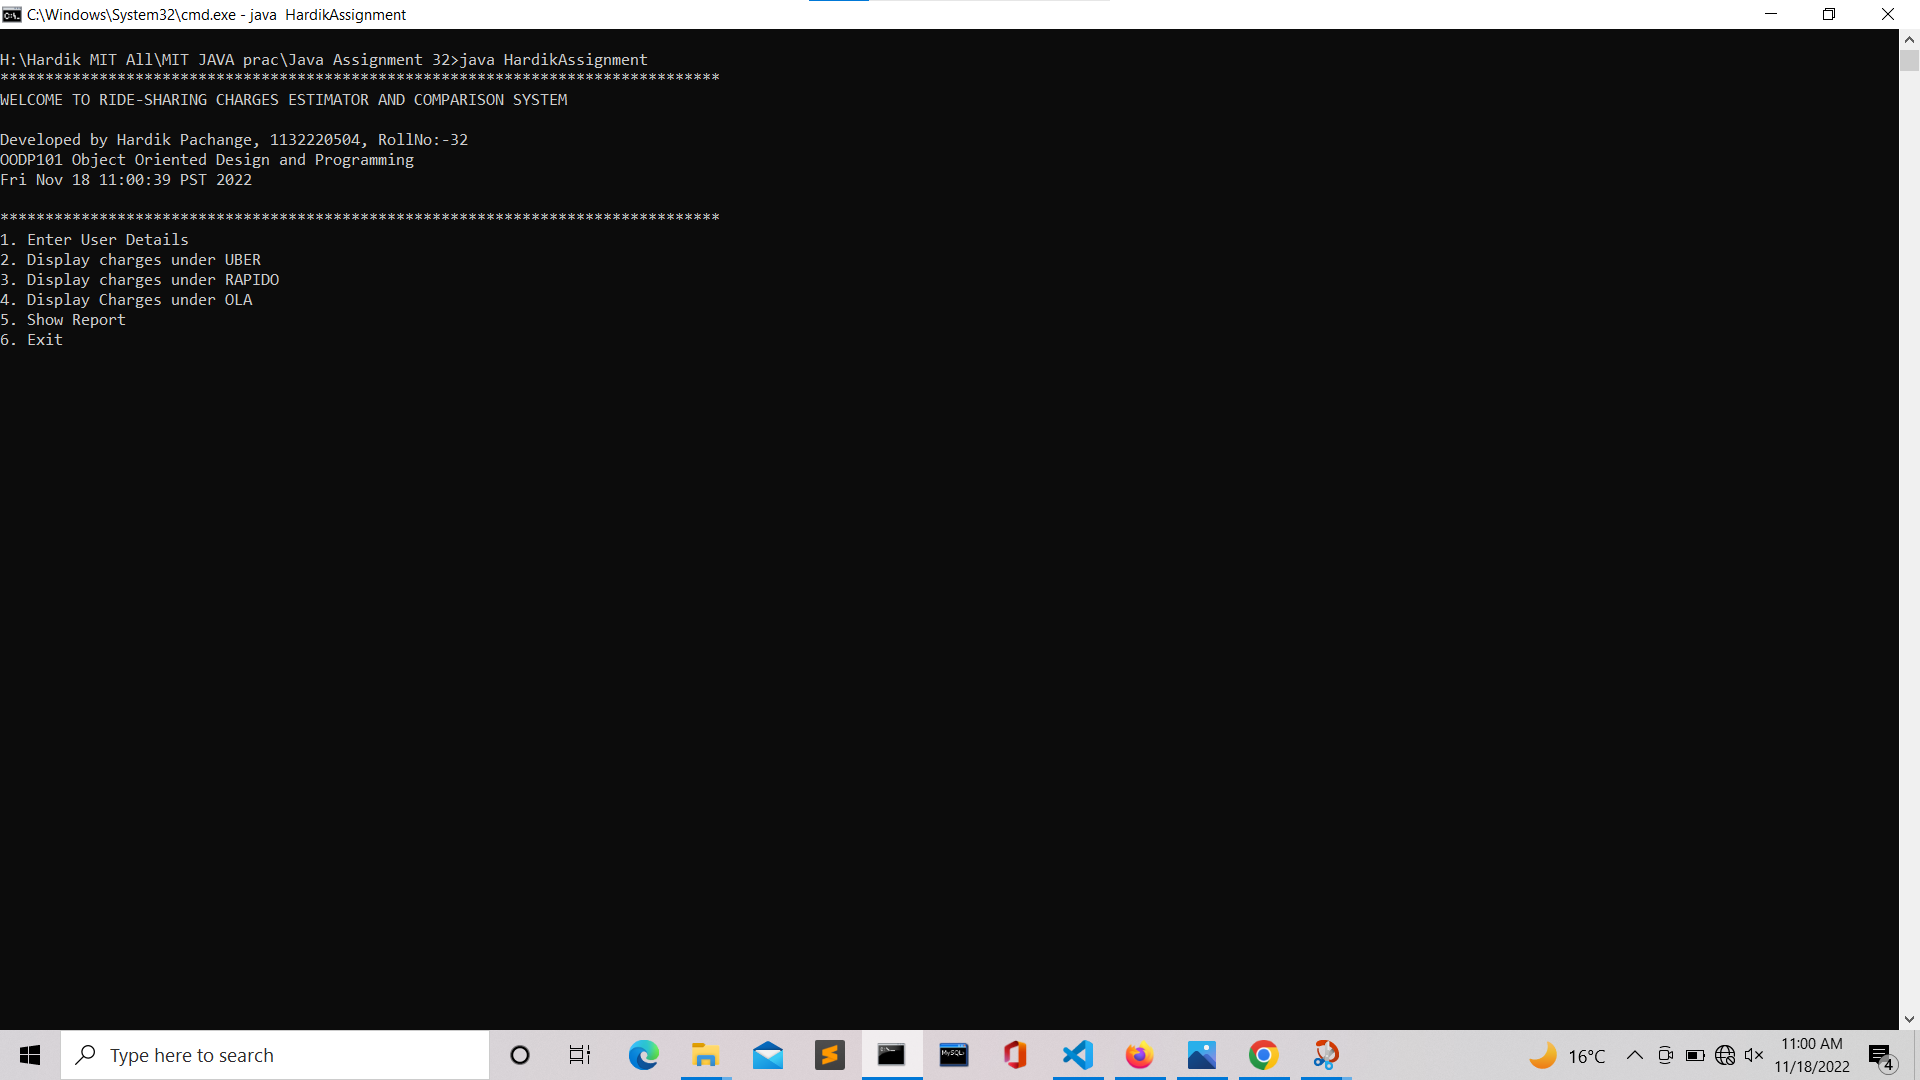 C:\Windows\System32\cmd.exe - java  HardikAssignment
H:\Hardik MIT All\MIT JAVA prac\Java Assignment 32>java HardikAssignment
********************************************************************************
WELCOME TO RIDE-SHARING CHARGES ESTIMATOR AND COMPARISON SYSTEM
Developed by Hardik Pachange, 1132220504, RollNo:-32
OODP101 Object Oriented Design and Programming
Fri Nov 18 11:00:39 PST 2022
********************************************************************************
1. Enter User Details
2. Display charges under UBER
3. Display charges under RAPIDO
4. Display Charges under OLA
5. Show Report
6. Exit
Type here to search
MySQL
16°C
11:00 AM
11/18/2022
4